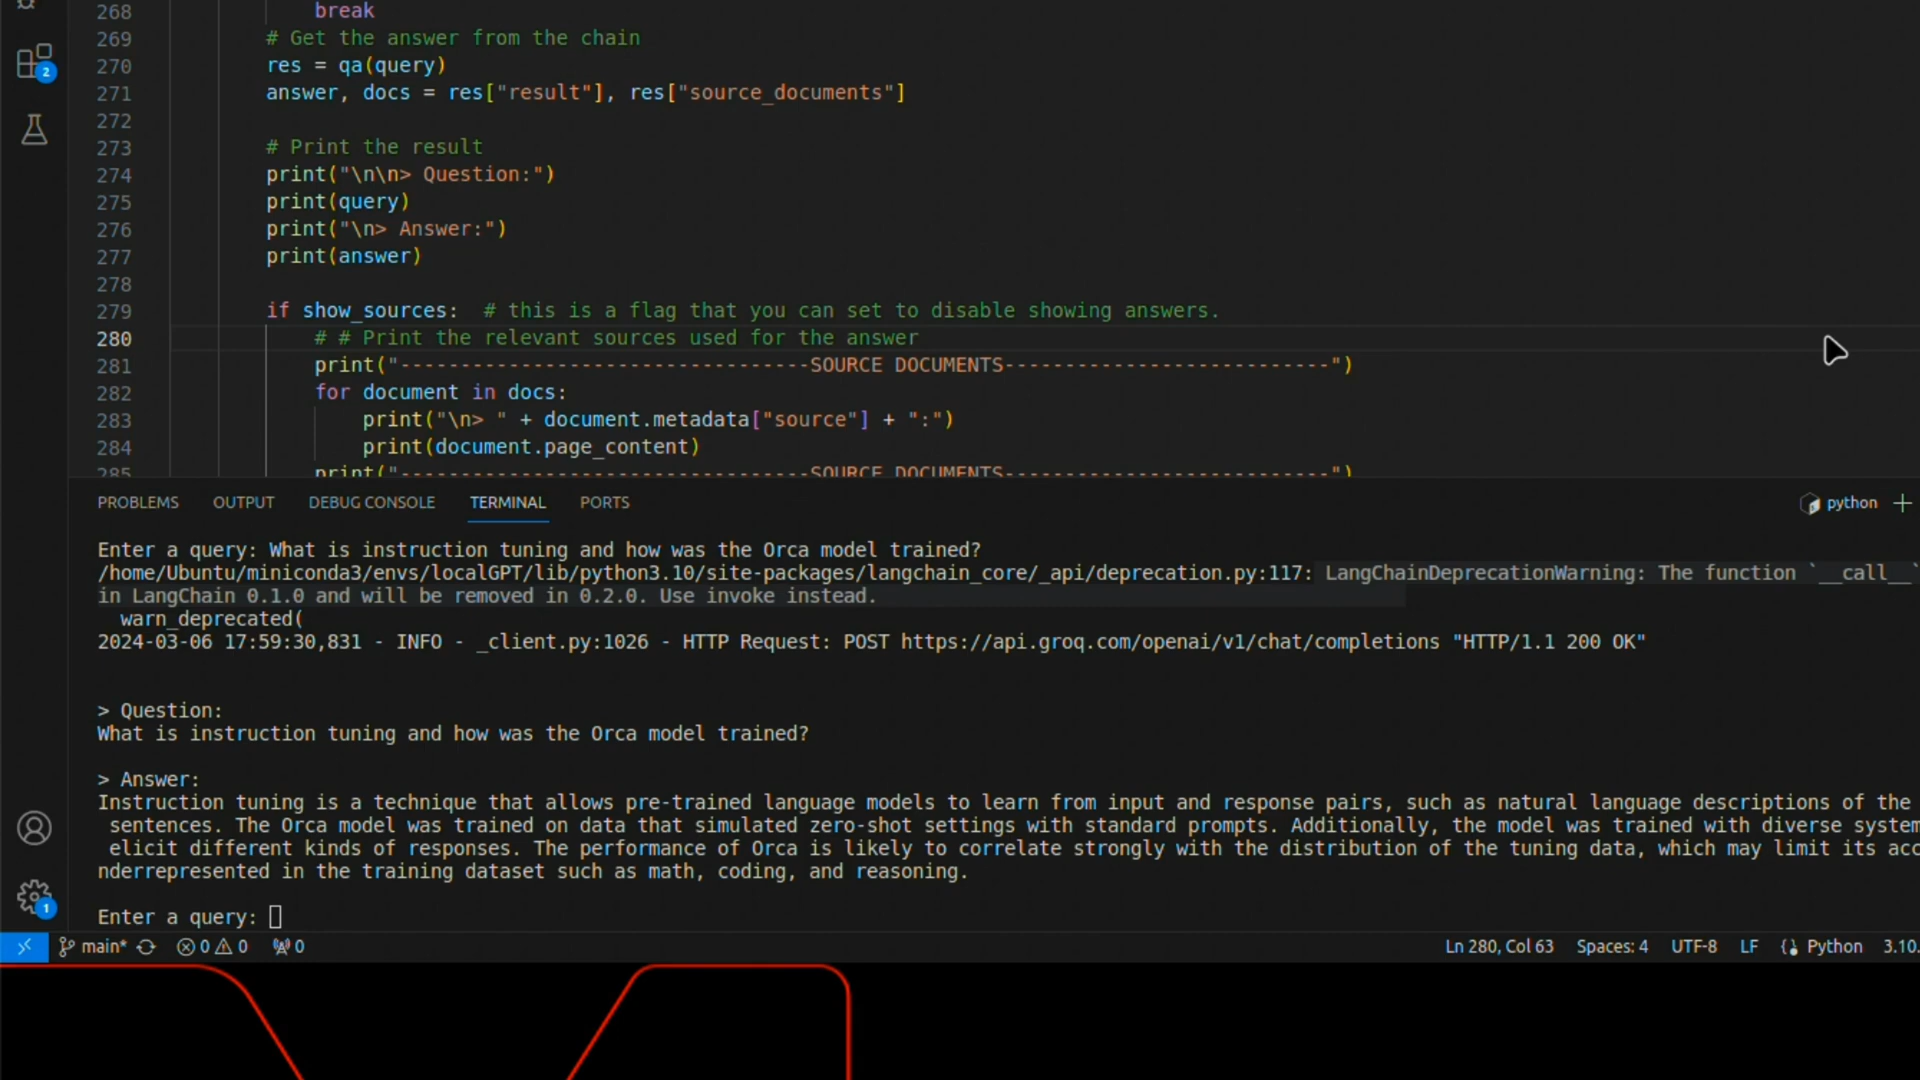 268 break
269 # Get the answer from the chain
270 res = qa(query)
271 answer, docs = res["result"], res["source_documents"]
272
273 # Print the result
274 print("\n\n> Question:")
275 print(query)
276 print("\n> Answer:")
277 print(answer)
278
279 if show_sources:  # this is a flag that you can set to disable showing answers.
280 # # Print the relevant sources used for the answer
281 print("----------------------------------SOURCE DOCUMENTS---------------------------")
282 for document in docs:
283 print("\n> " + document.metadata["source"] + ":")
284 print(document.page_content)
285 print("----------------------------------SOURCE DOCUMENTS---------------------------")
2
PROBLEMS OUTPUT DEBUG CONSOLE TERMINAL PORTS python
Enter a query: What is instruction tuning and how was the Orca model trained?
/home/Ubuntu/miniconda3/envs/localGPT/lib/python3.10/site-packages/langchain_core/_api/deprecation.py:117: LangChainDeprecationWarning: The function `__call__`
in LangChain 0.1.0 and will be removed in 0.2.0. Use invoke instead.
warn_deprecated(
2024-03-06 17:59:30,831 - INFO - _client.py:1026 - HTTP Request: POST https://api.groq.com/openai/v1/chat/completions "HTTP/1.1 200 OK"
> Question:
What is instruction tuning and how was the Orca model trained?
> Answer:
Instruction tuning is a technique that allows pre-trained language models to learn from input and response pairs, such as natural language descriptions of the
sentences. The Orca model was trained on data that simulated zero-shot settings with standard prompts. Additionally, the model was trained with diverse system
elicit different kinds of responses. The performance of Orca is likely to correlate strongly with the distribution of the tuning data, which may limit its acc
nderrepresented in the training dataset such as math, coding, and reasoning.
Enter a query:
1
main* 0 0 0 Ln 280, Col 63 Spaces: 4 UTF-8 LF Python 3.10.